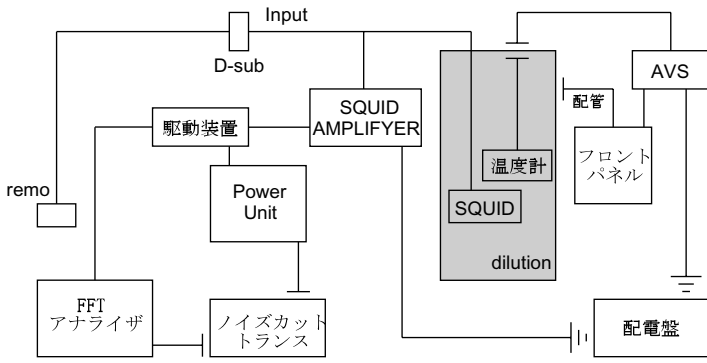 Input
D-sub
AVS
SQUID
AMPLIFYER
配管
駆動装置
フロント
パネル
温度計
remo
Power
Unit
SQUID
dilution
FFT
アナライザ
ノイズカット
トランス
配電盤